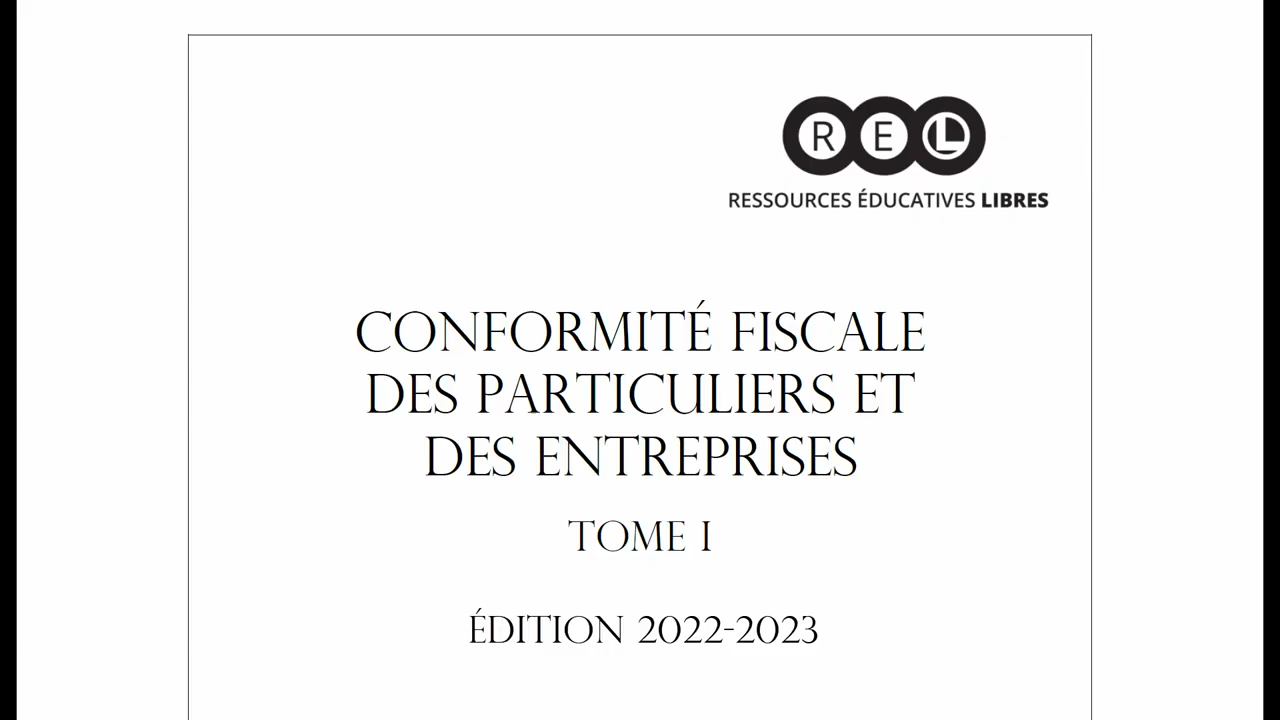 R E L
RESSOURCES ÉDUCATIVES LIBRES
CONFORMITÉ FISCALE
DES PARTICULIERS ET
DES ENTREPRISES
TOME I
ÉDITION 2022-2023